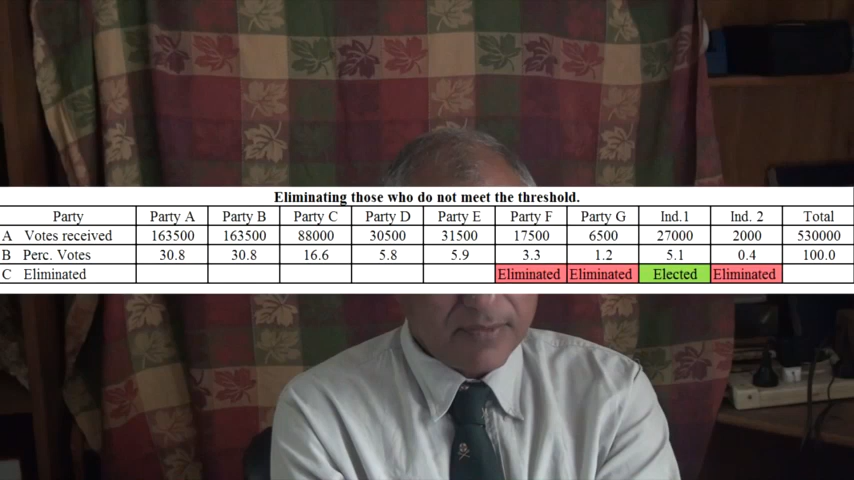 Eliminating those who do not meet the threshold.
Party Party A Party B Party C Party D Party E Party F Party G Ind.1 Ind. 2 Total
A Votes received 163500 163500 88000 30500 31500 17500 6500 27000 2000 530000
B Perc. Votes 30.8 30.8 16.6 5.8 5.9 3.3 1.2 5.1 0.4 100.0
C Eliminated Eliminated Eliminated Elected Eliminated